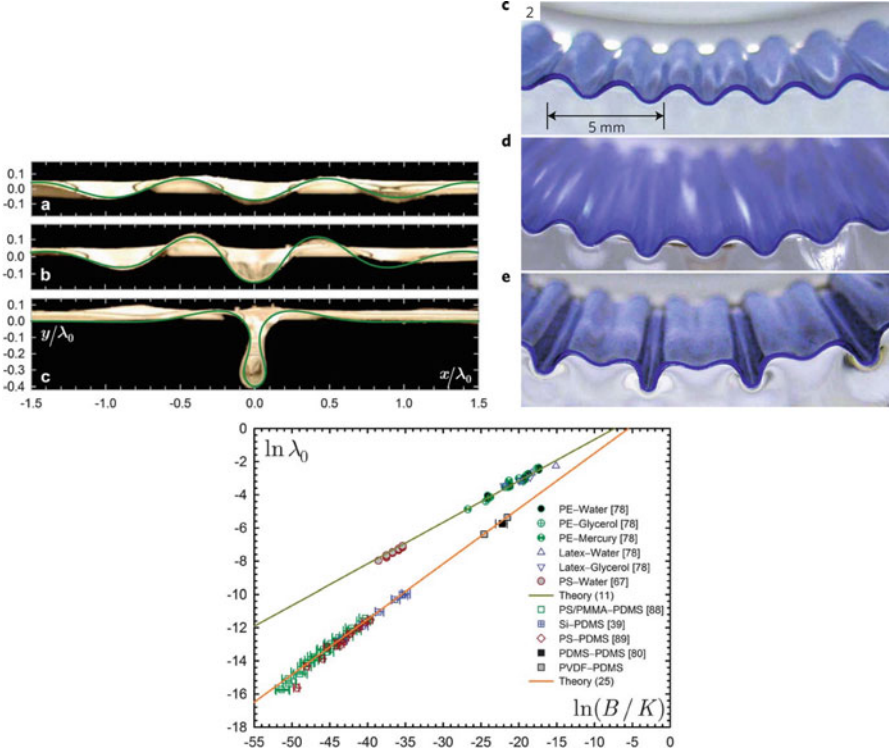 0.1
0.0
-0.1
a
0.1
0.0
-0.1
b
0.1
0.0
-0.1
-0.2
-0.3
-0.4
y/λ₀
x/λ₀
c
-1.5 -1.0 -0.5 0.0 0.5 1.0 1.5
c 2
5 mm
d
e
ln λ₀
0
-2
-4
-6
-8
-10
-12
-14
-16
-18
PE–Water [78]
PE–Glycerol [78]
PE–Mercury [78]
Latex–Water [78]
Latex–Glycerol [78]
PS–Water [67]
Theory (11)
PS/PMMA–PDMS [88]
Si–PDMS [39]
PS–PDMS [89]
PDMS–PDMS [80]
PVDF–PDMS
Theory (25)
ln(B / K)
-55 -50 -45 -40 -35 -30 -25 -20 -15 -10 -5 0